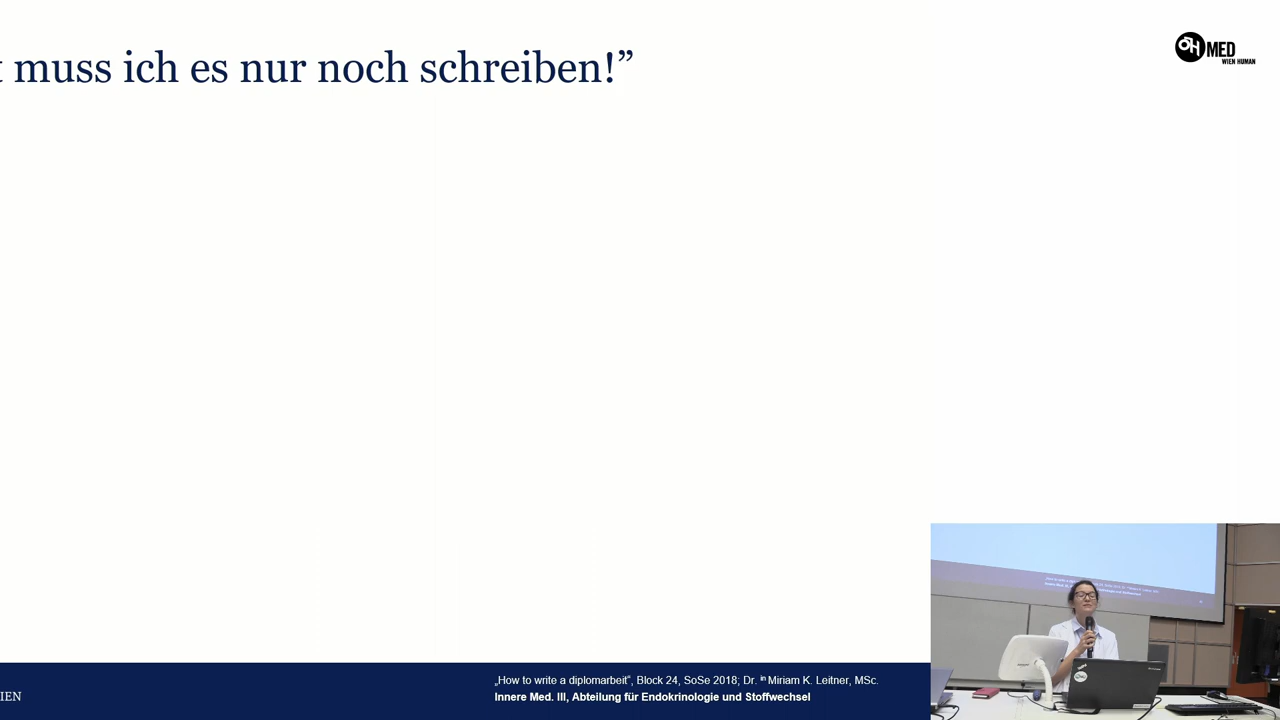 t muss ich es nur noch schreiben!”
ÖH MED
WIEN HUMAN
IEN
„How to write a diplomarbeit“, Block 24, SoSe 2018; Dr. in Miriam K. Leitner, MSc.
Innere Med. III, Abteilung für Endokrinologie und Stoffwechsel